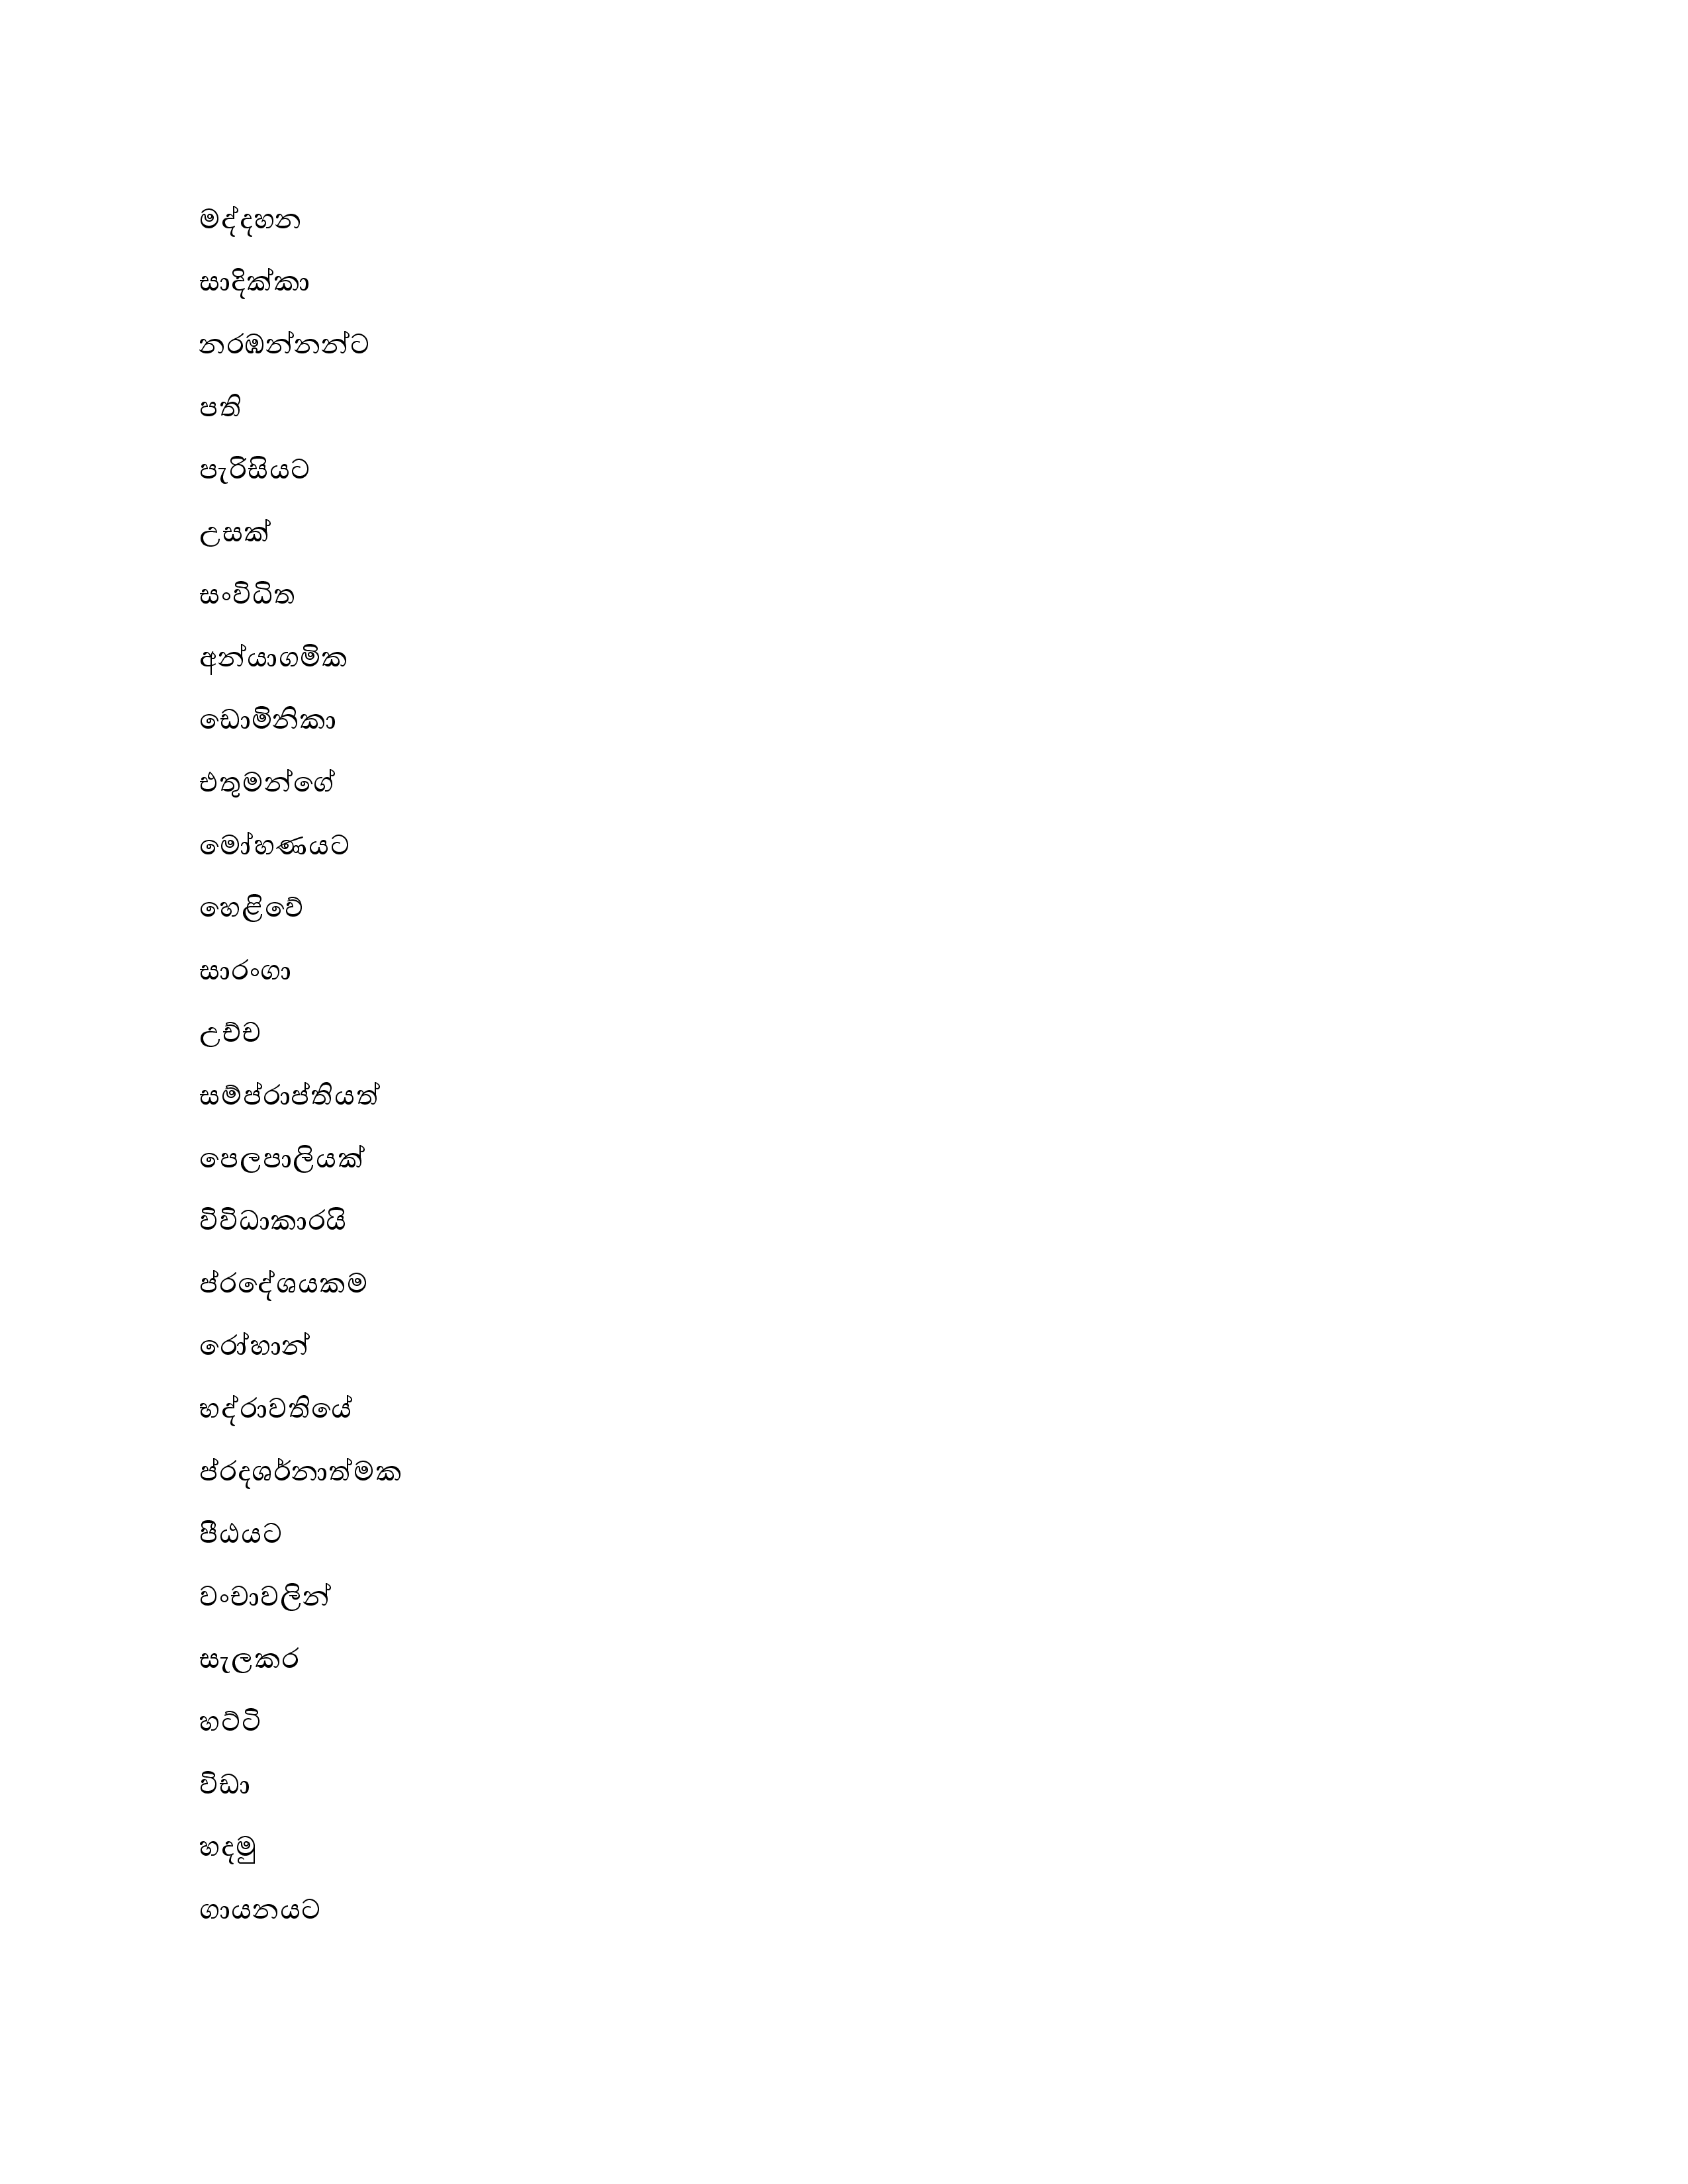 මද්දහන
සාදික්කා
නරඹන්නන්ට
පති
පැරිසියට
උසක්
සංවිධිත
අන්යාගමික
ඩොමිනිකා
එතුමන්ගේ
මෝහණයට
හෙළිවේ
සාරංගා
උච්ච
සම්ප්රාප්තියත්
පෙලපාලියක්
විවිධාකාරයි
ප්රදේශයකම
රෝහාන්
භද්රාවතියේ
ප්රදශර්නාත්මක
පීඨයට
වංචාවලින්
සැලකර
හට්ටි
විඩා
හදමු
ගායනයට